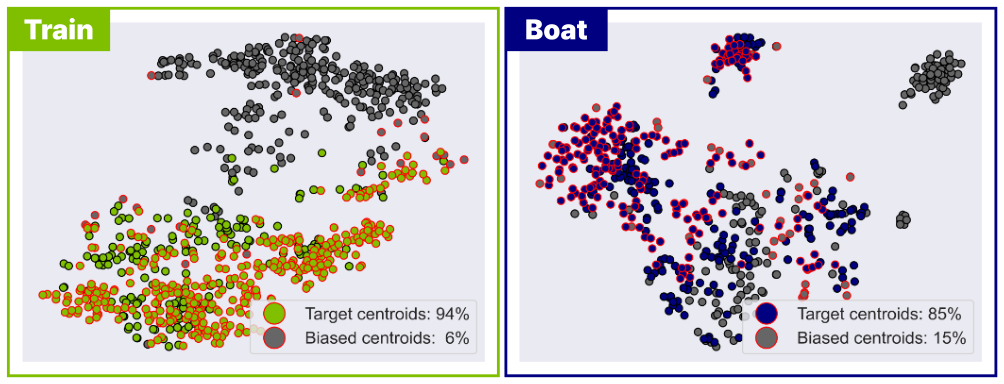 Train
Target centroids: 94%
Biased centroids: 6%
Boat
Target centroids: 85%
Biased centroids: 15%